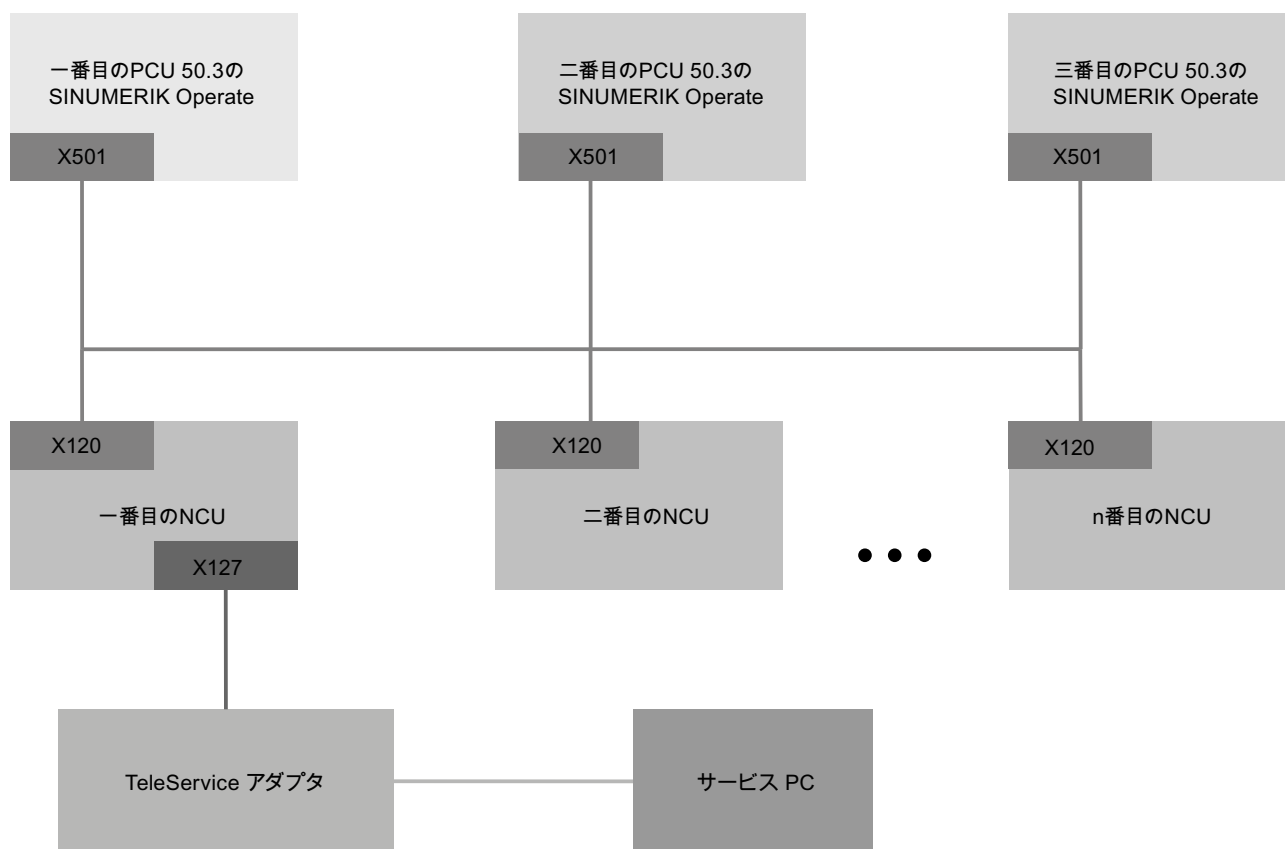 一番目のPCU 50.3の
SINUMERIK Operate
X501
二番目のPCU 50.3の
SINUMERIK Operate
X501
三番目のPCU 50.3の
SINUMERIK Operate
X501
X120
一番目のNCU
X127
X120
二番目のNCU
X120
n番目のNCU
TeleService アダプタ
サービス PC